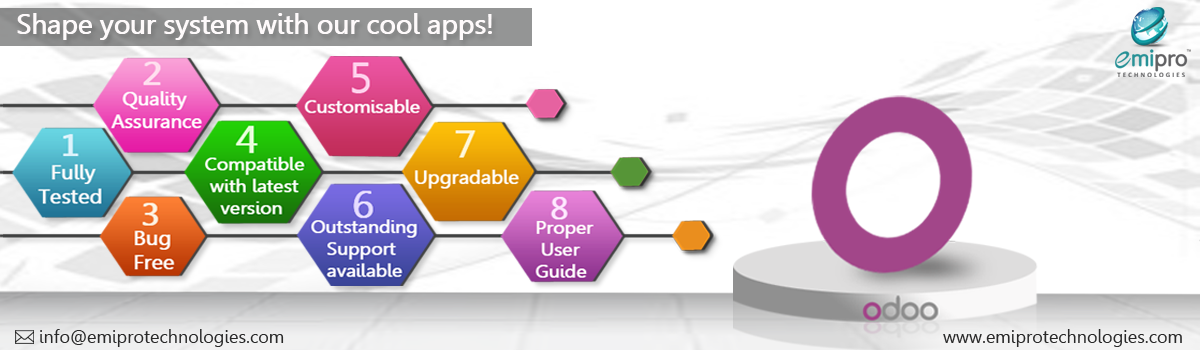 Shape your system with our cool apps!
emipro™
TECHNOLOGIES
1
Fully
Tested
2
Quality
Assurance
3
Bug
Free
4
Compatible
with latest
version
5
Customisable
6
Outstanding
Support
available
7
Upgradable
8
Proper
User
Guide
odoo
info@emiprotechnologies.com
www.emiprotechnologies.com